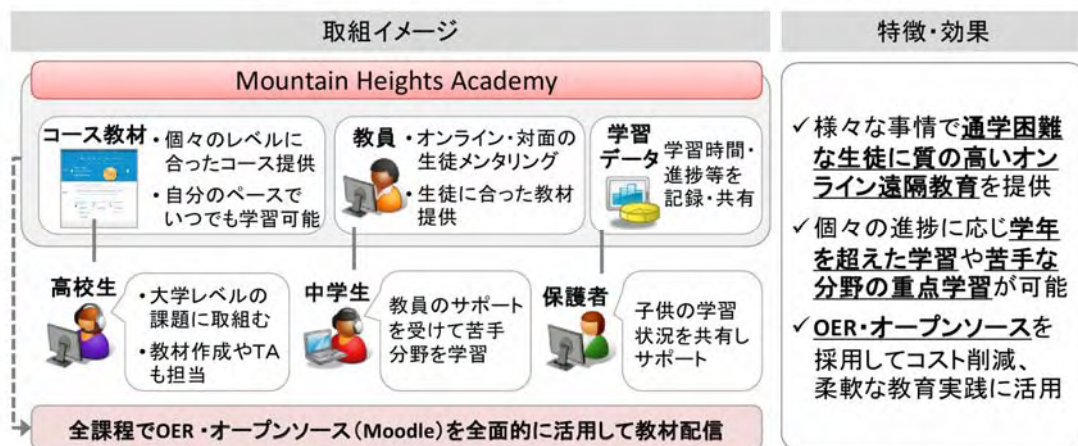 取組イメージ
Mountain Heights Academy
コース教材
・個々のレベルに
合ったコース提供
・自分のペースで
いつでも学習可能
教員
・オンライン・対面の
生徒メンタリング
・生徒に合った教材
提供
学習
データ
学習時間・
進捗等を
記録・共有
高校生
・大学レベルの
課題に取組む
・教材作成やTA
も担当
中学生
教員のサポート
を受けて苦手
分野を学習
保護者
子供の学習
状況を共有し
サポート
全課程でOER・オープンソース(Moodle)を全面的に活用して教材配信
特徴・効果
✓様々な事情で通学困難
な生徒に質の高いオン
ライン遠隔教育を提供
✓個々の進捗に応じ学年
を超えた学習や苦手な
分野の重点学習が可能
✓OER・オープンソースを
採用してコスト削減、
柔軟な教育実践に活用